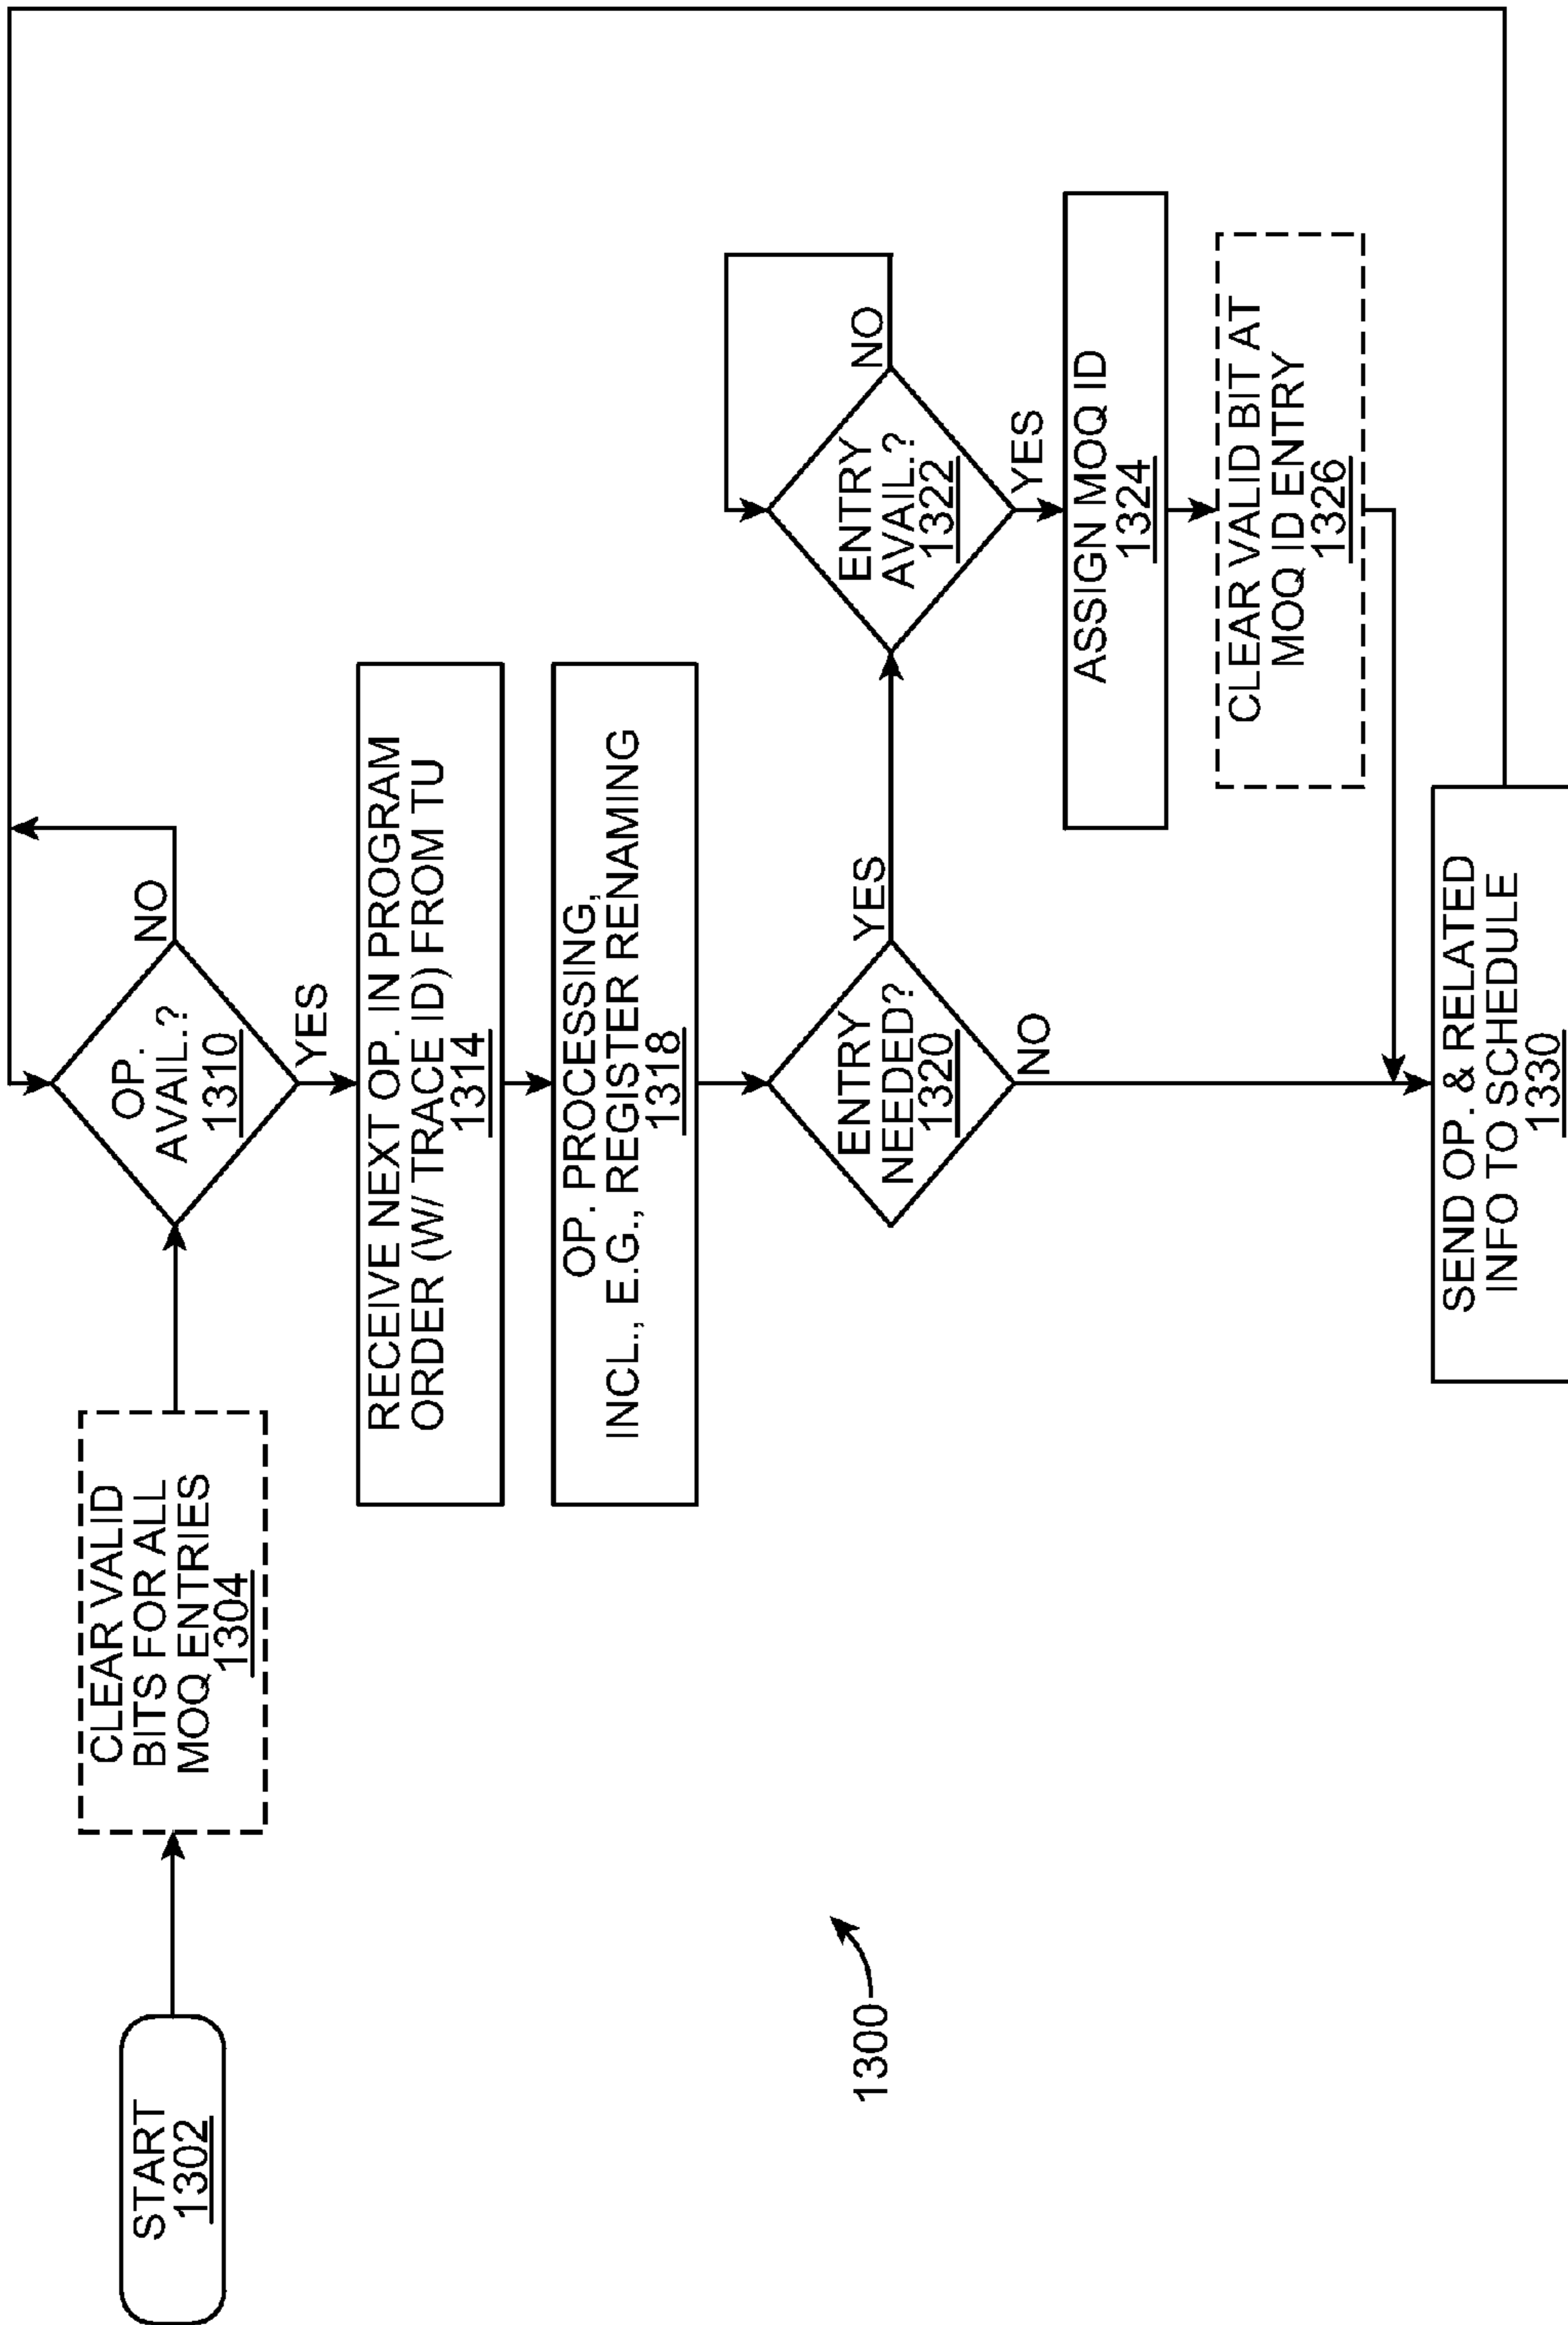 START
1302
CLEAR VALID
BITS FOR ALL
MOQ ENTRIES
1304
OP.
AVAIL.?
1310
NO
YES
RECEIVE NEXT OP. IN PROGRAM
ORDER (W/ TRACE ID) FROM TU
1314
OP. PROCESSING,
INCL., E.G., REGISTER RENAMING
1318
ENTRY
NEEDED?
1320
YES
NO
ENTRY
AVAIL.?
1322
NO
YES
ASSIGN MOQ ID
1324
CLEAR VALID BIT AT
MOQ ID ENTRY
1326
SEND OP. & RELATED
INFO TO SCHEDULE
1330
1300